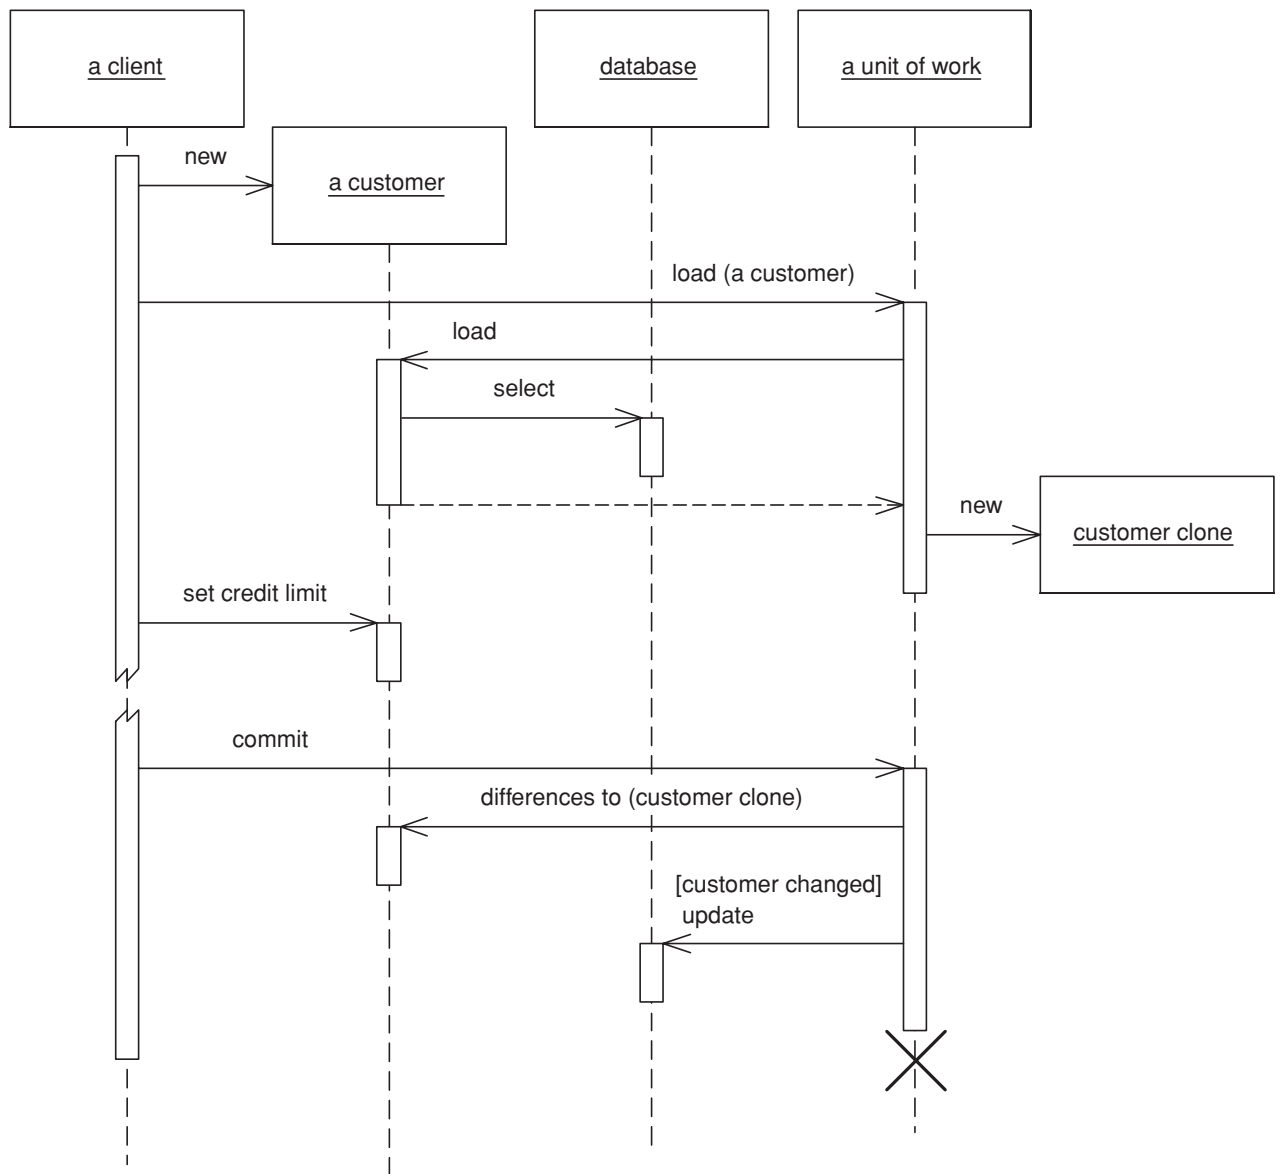 a client
database
a unit of work
new
a customer
load (a customer)
load
select
new
customer clone
set credit limit
commit
differences to (customer clone)
[customer changed]
update